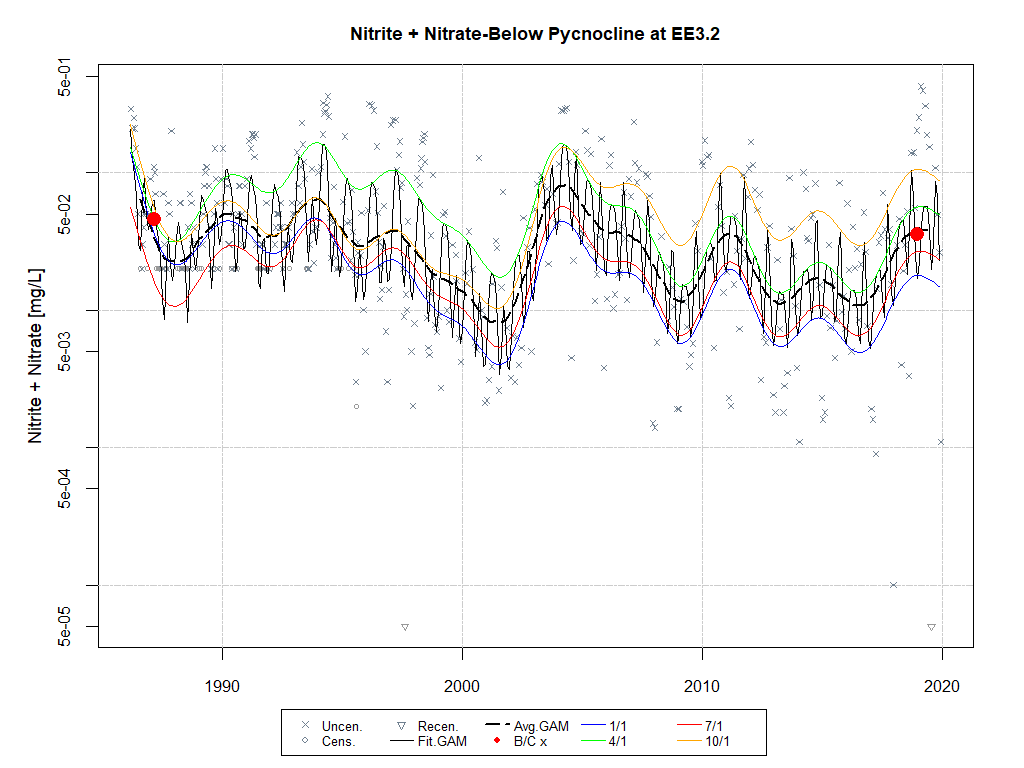 Nitrite + Nitrate-Below Pycnocline at EE3.2
Nitrite + Nitrate [mg/L]
5e-01
5e-02
5e-03
5e-04
5e-05
1990 2000 2010 2020
Uncen. Recen. Avg.GAM 1/1 7/1
Cens. Fit.GAM B/C x 4/1 10/1